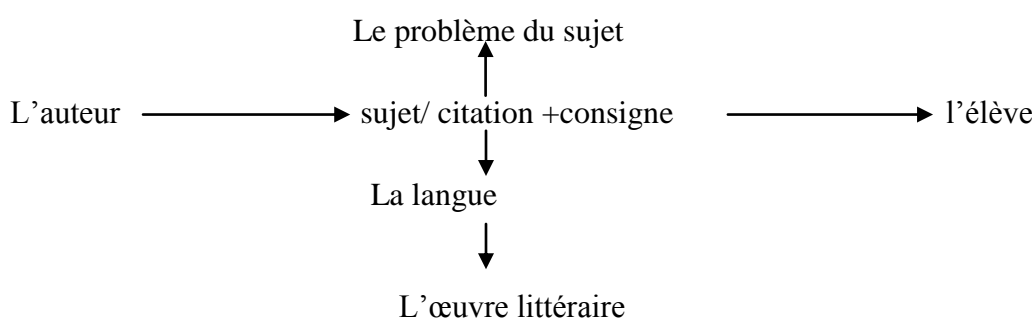 Le problème du sujet
L’auteur sujet/ citation +consigne l’élève
La langue
L’œuvre littéraire